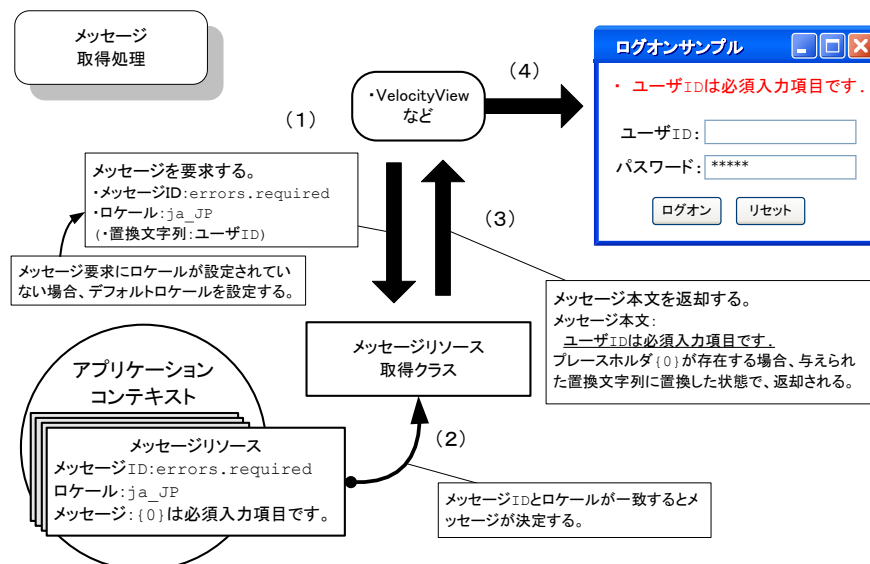 メッセージ
取得処理
(1)
・VelocityView
など
(4)
ログオンサンプル
・ ユーザIDは必須入力項目です.
ユーザID:
パスワード: *****
ログオン リセット
メッセージを要求する。
・メッセージID:errors.required
・ロケール:ja_JP
(・置換文字列:ユーザID)
(3)
メッセージ要求にロケールが設定されてい
ない場合、デフォルトロケールを設定する。
メッセージ本文を返却する。
メッセージ本文:
ユーザIDは必須入力項目です.
プレースホルダ{0}が存在する場合、与えられ
た置換文字列に置換した状態で、返却される。
メッセージリソース
取得クラス
アプリケーション
コンテキスト
(2)
メッセージリソース
メッセージID:errors.required
ロケール:ja_JP
メッセージ:{0}は必須入力項目です。
メッセージIDとロケールが一致するとメ
ッセージが決定する。